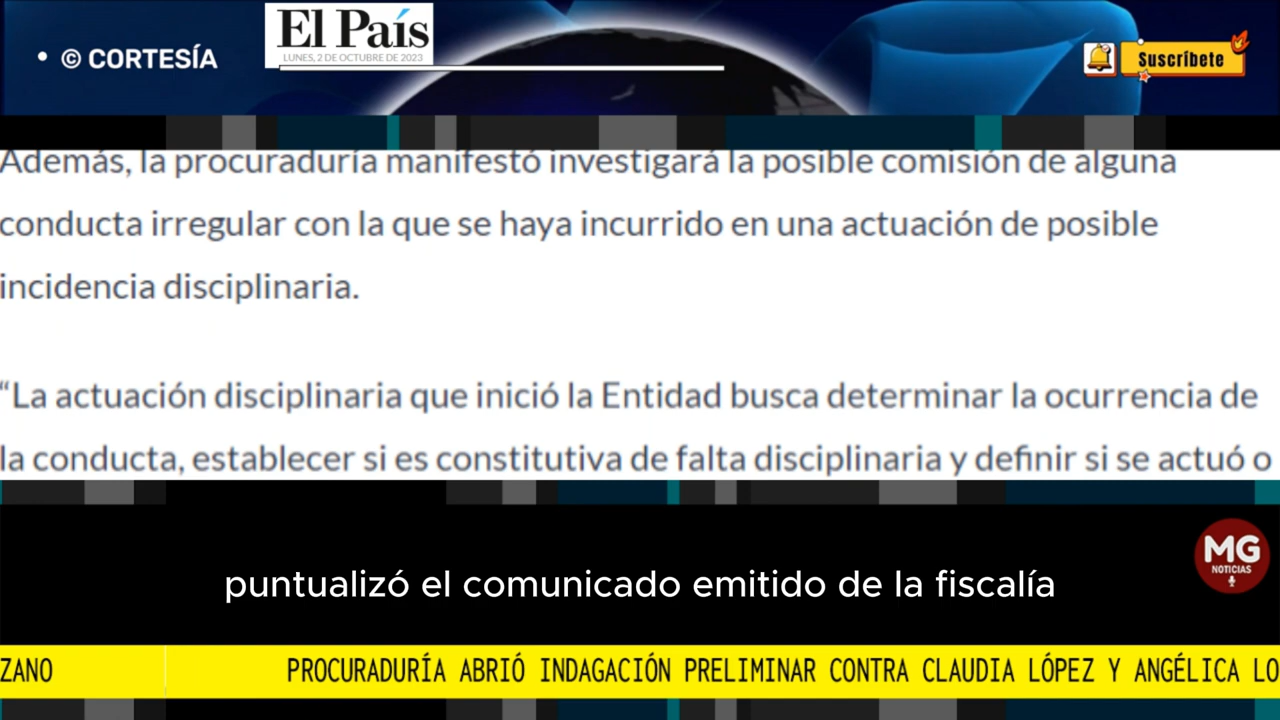 • © CORTESÍA
El País
LUNES, 2 DE OCTUBRE DE 2023
Suscríbete
Además, la procuraduría manifestó investigará la posible comisión de alguna
conducta irregular con la que se haya incurrido en una actuación de posible
incidencia disciplinaria.
“La actuación disciplinaria que inició la Entidad busca determinar la ocurrencia de
la conducta, establecer si es constitutiva de falta disciplinaria y definir si se actuó o
MG
NOTICIAS
puntualizó el comunicado emitido de la fiscalía
ZANO PROCURADURÍA ABRIÓ INDAGACIÓN PRELIMINAR CONTRA CLAUDIA LÓPEZ Y ANGÉLICA LO